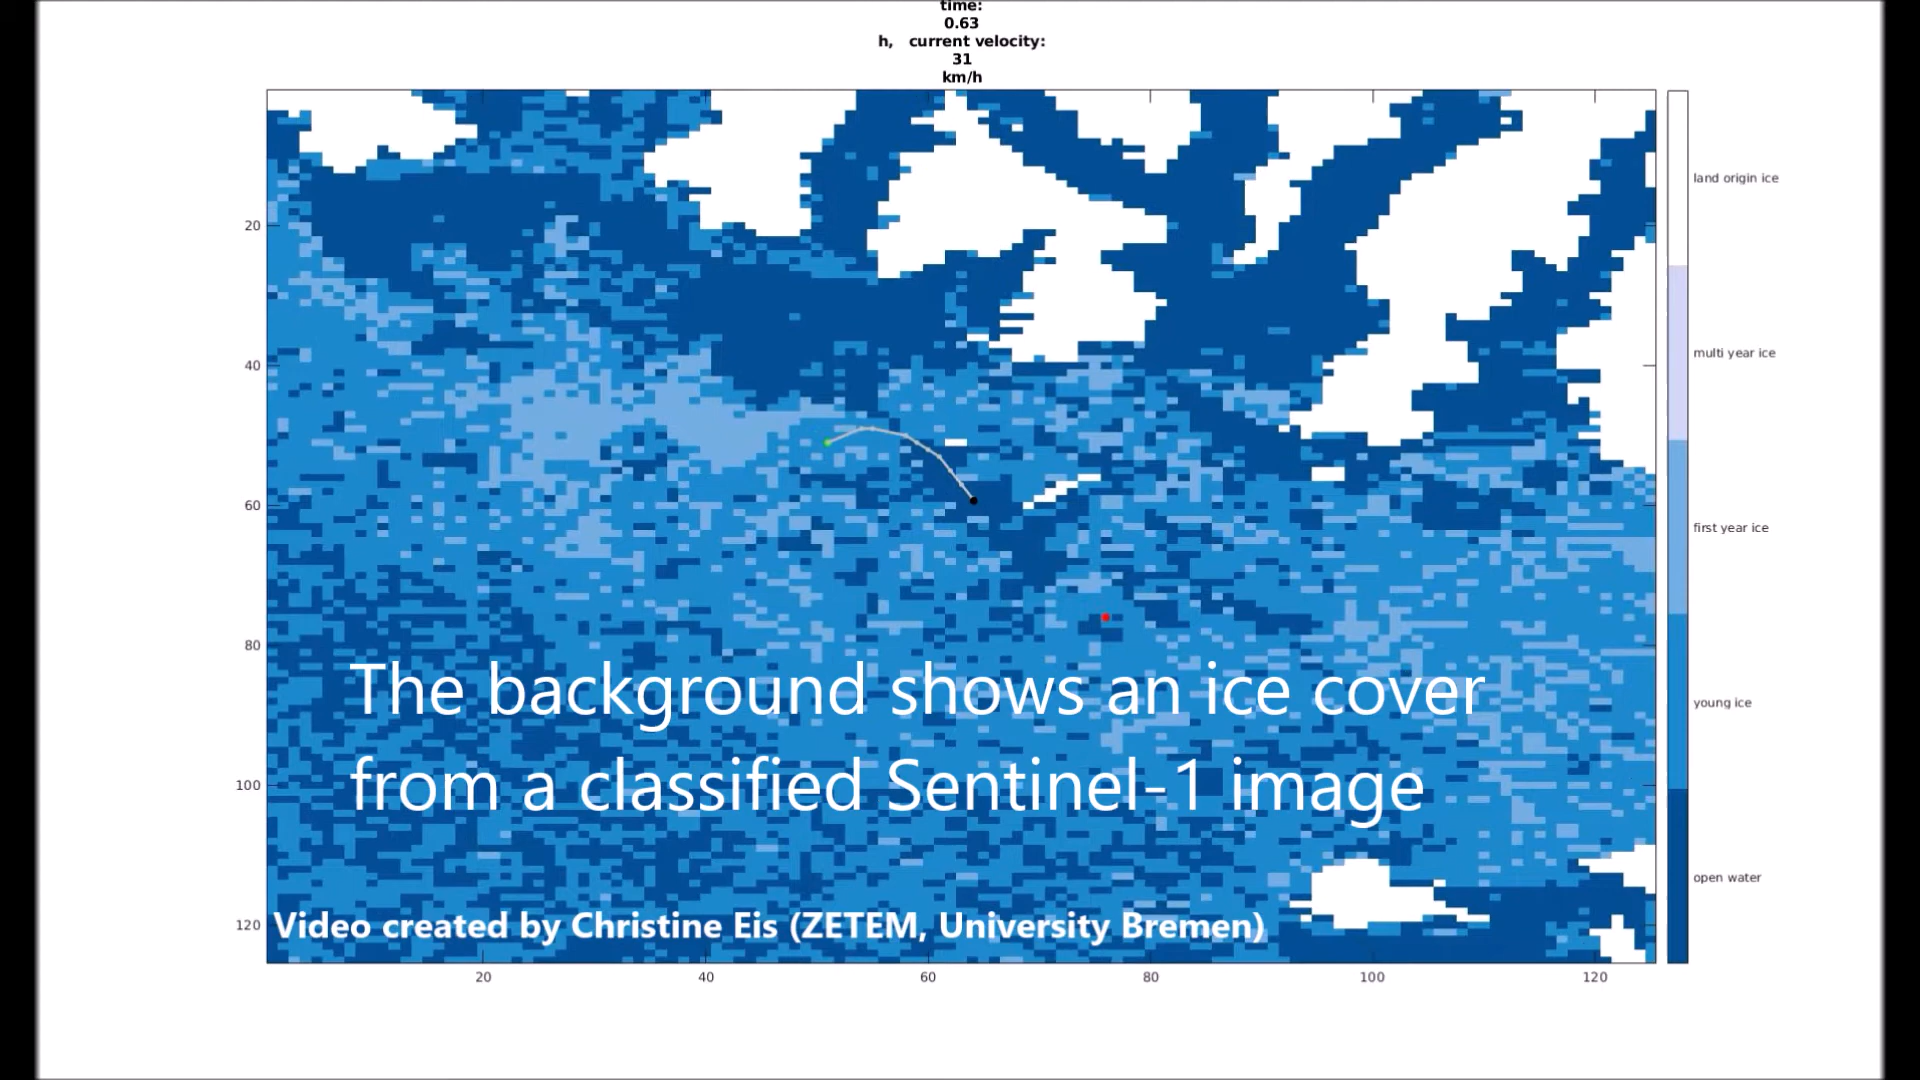 time:
0.63
h, current velocity:
31
km/h
20
40
60
80
100
120
20
40
60
80
100
120
land origin ice
multi year ice
first year ice
young ice
open water
The background shows an ice cover
from a classified Sentinel-1 image
Video created by Christine Eis (ZETEM, University Bremen)